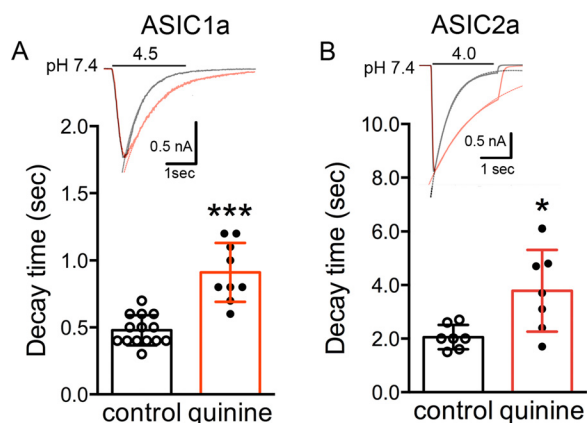 ASIC1a
A
4.5
pH 7.4
0.5 nA
1sec
***
Decay time (sec)
2.0
1.5
1.0
0.5
0.0
control quinine
ASIC2a
B
4.0
pH 7.4
0.5 nA
1 sec
*
Decay time (sec)
10.0
8.0
6.0
4.0
2.0
0.0
control quinine